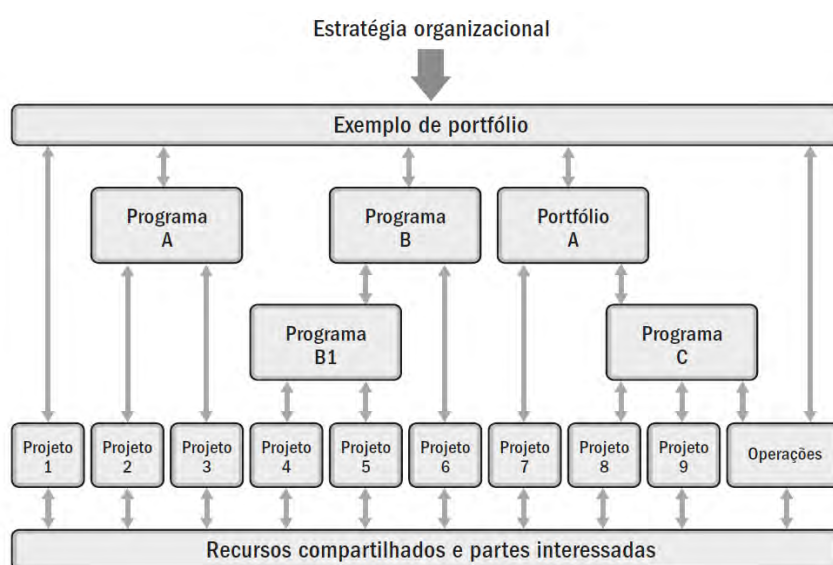 Estratégia organizacional
Exemplo de portfólio
Programa
A
Programa
B
Portfólio
A
Programa
B1
Programa
C
Projeto
1
Projeto
2
Projeto
3
Projeto
4
Projeto
5
Projeto
6
Projeto
7
Projeto
8
Projeto
9
Operações
Recursos compartilhados e partes interessadas